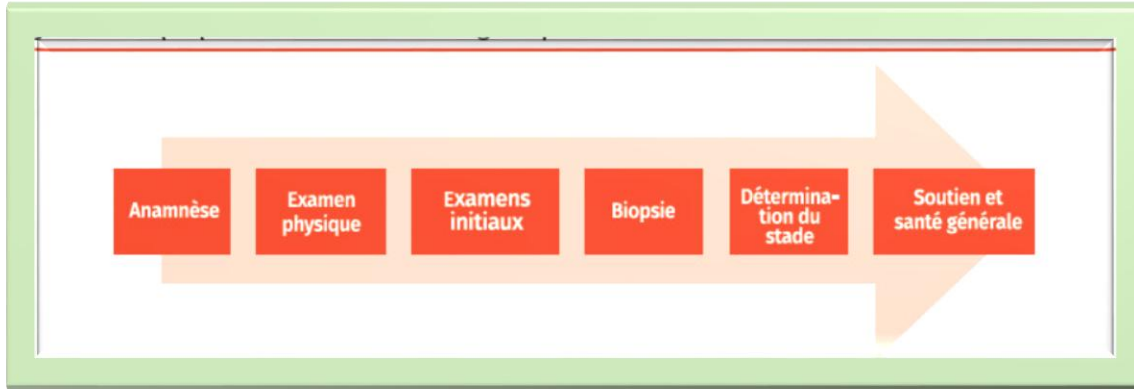 Anamnèse
Examen
physique
Examens
initiaux
Biopsie
Détermina-
tion du
stade
Soutien et
santé générale